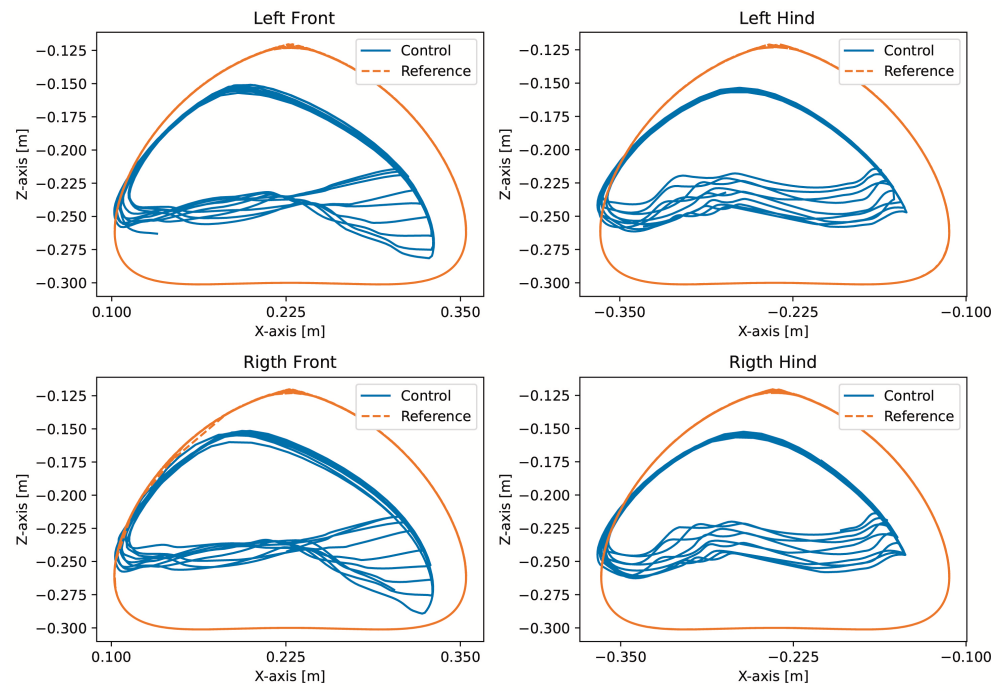 Left Front
Left Hind
Control
Reference
Control
Reference
Z-axis [m]
−0.125
−0.150
−0.175
−0.200
−0.225
−0.250
−0.275
−0.300
Z-axis [m]
−0.125
−0.150
−0.175
−0.200
−0.225
−0.250
−0.275
−0.300
0.100 0.225 0.350
−0.350 −0.225 −0.100
X-axis [m]
X-axis [m]
Rigth Front
Rigth Hind
Control
Reference
Control
Reference
Z-axis [m]
−0.125
−0.150
−0.175
−0.200
−0.225
−0.250
−0.275
−0.300
Z-axis [m]
−0.125
−0.150
−0.175
−0.200
−0.225
−0.250
−0.275
−0.300
0.100 0.225 0.350
−0.350 −0.225 −0.100
X-axis [m]
X-axis [m]